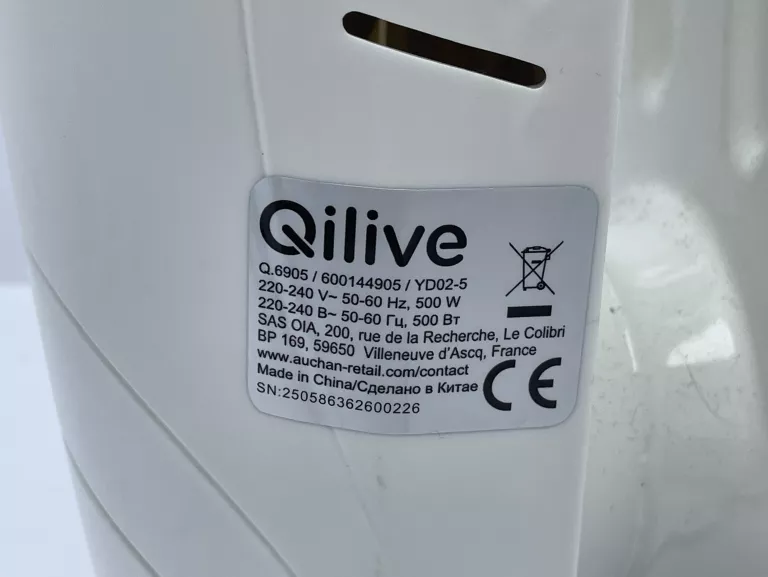 Qilive
Q.6905 / 600144905 / YD02-5
220-240 V~ 50-60 Hz, 500 W
220-240 В~ 50-60 Гц, 500 Вт
SAS OIA, 200, rue de la Recherche, Le Colibri
BP 169, 59650 Villeneuve d'Ascq, France
www.auchan-retail.com/contact
Made in China/Сделано в Китае
CE
SN:250586362600226